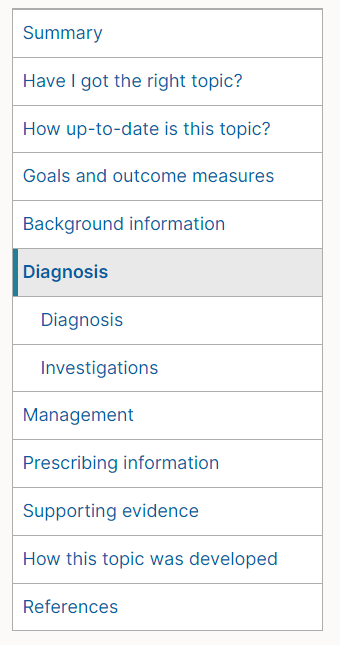 Summary
Have I got the right topic?
How up-to-date is this topic?
Goals and outcome measures
Background information
Diagnosis
Diagnosis
Investigations
Management
Prescribing information
Supporting evidence
How this topic was developed
References